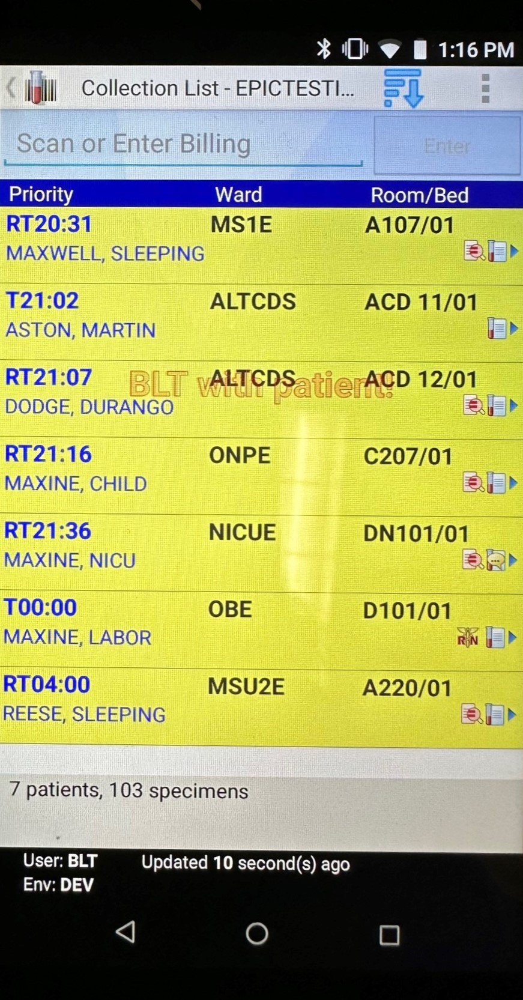 1:16 PM
Collection List - EPICTESTI...
Scan or Enter Billing Enter
Priority Ward Room/Bed
RT20:31 MS1E A107/01
MAXWELL, SLEEPING
T21:02 ALTCDS ACD 11/01
ASTON, MARTIN
RT21:07 ALTCDS ACD 12/01
BLT with patient!
DODGE, DURANGO
RT21:16 ONPE C207/01
MAXINE, CHILD
RT21:36 NICUE DN101/01
MAXINE, NICU
T00:00 OBE D101/01
MAXINE, LABOR
RN
RT04:00 MSU2E A220/01
REESE, SLEEPING
7 patients, 103 specimens
User: BLT Updated 10 second(s) ago
Env: DEV